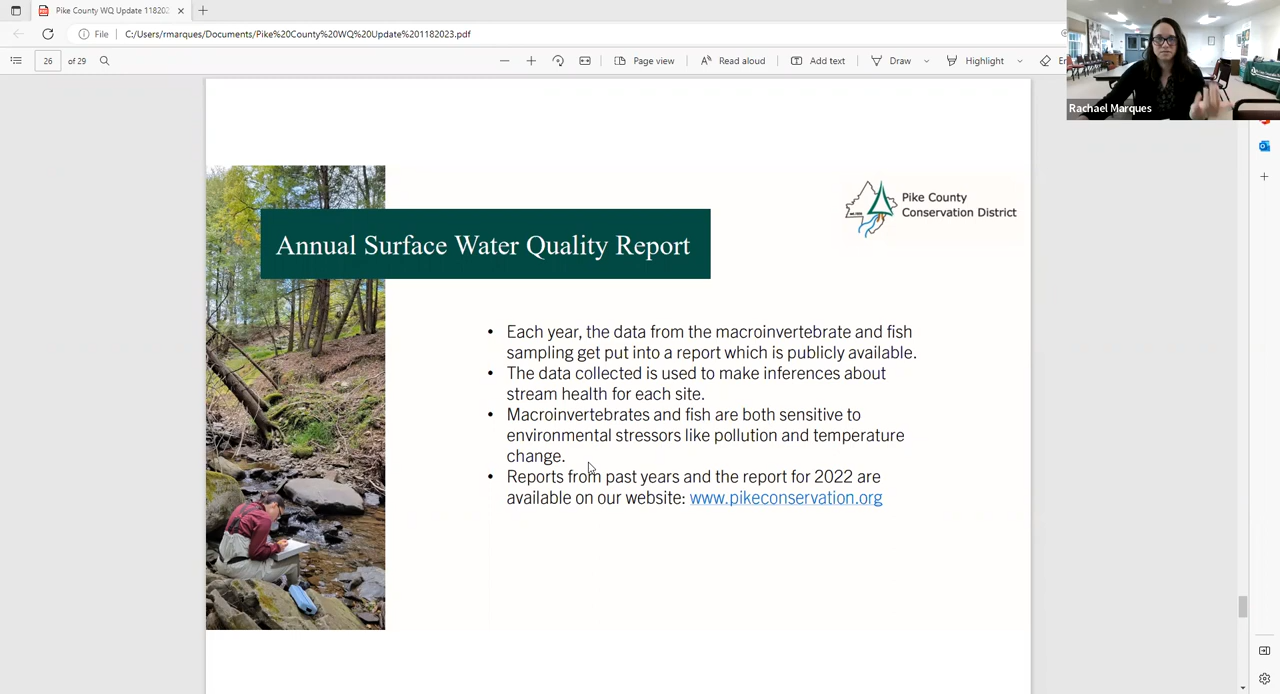 Pike County WQ Update 118202
File
C:/Users/rmarques/Documents/Pike%20County%20WQ%20Update%201182023.pdf
26 of 29
Page view
Read aloud
Add text
Draw
Highlight
Rachael Marques
Pike County
Conservation District
Annual Surface Water Quality Report
• Each year, the data from the macroinvertebrate and fish
sampling get put into a report which is publicly available.
• The data collected is used to make inferences about
stream health for each site.
• Macroinvertebrates and fish are both sensitive to
environmental stressors like pollution and temperature
change.
• Reports from past years and the report for 2022 are
available on our website: www.pikeconservation.org